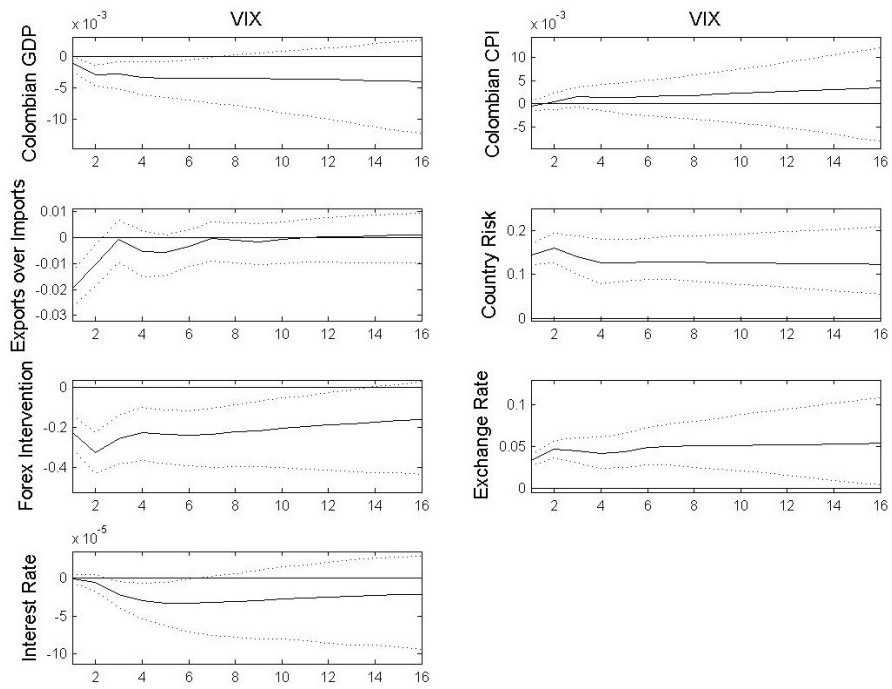 VIX
x 10-3
Colombian GDP
0
-5
-10
2 4 6 8 10 12 14 16
VIX
x 10-3
Colombian CPI
10
5
0
-5
2 4 6 8 10 12 14 16
Exports over Imports
0.01
0
-0.01
-0.02
-0.03
2 4 6 8 10 12 14 16
Country Risk
0.2
0.1
0
2 4 6 8 10 12 14 16
Forex Intervention
0
-0.2
-0.4
2 4 6 8 10 12 14 16
Exchange Rate
0.1
0.05
0
2 4 6 8 10 12 14 16
x 10-5
Interest Rate
0
-5
-10
2 4 6 8 10 12 14 16